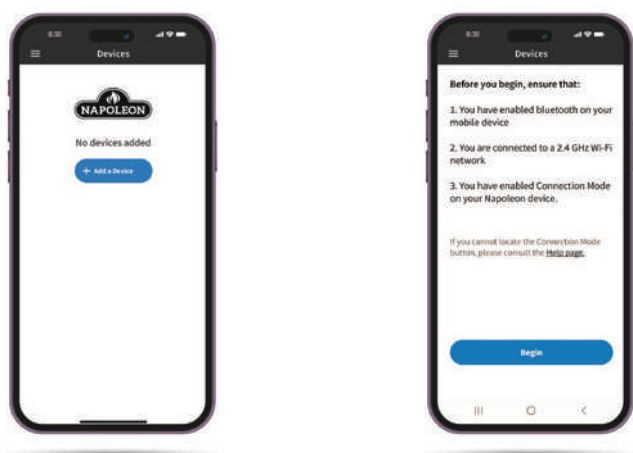 8:30
Devices
NAPOLEON
No devices added
+ Add a Device
8:30
Devices
Before you begin, ensure that:
1. You have enabled bluetooth on your
mobile device
2. You are connected to a 2.4 GHz Wi-Fi
network
3. You have enabled Connection Mode
on your Napoleon device.
If you cannot locate the Connection Mode
button, please consult the Help page.
Begin